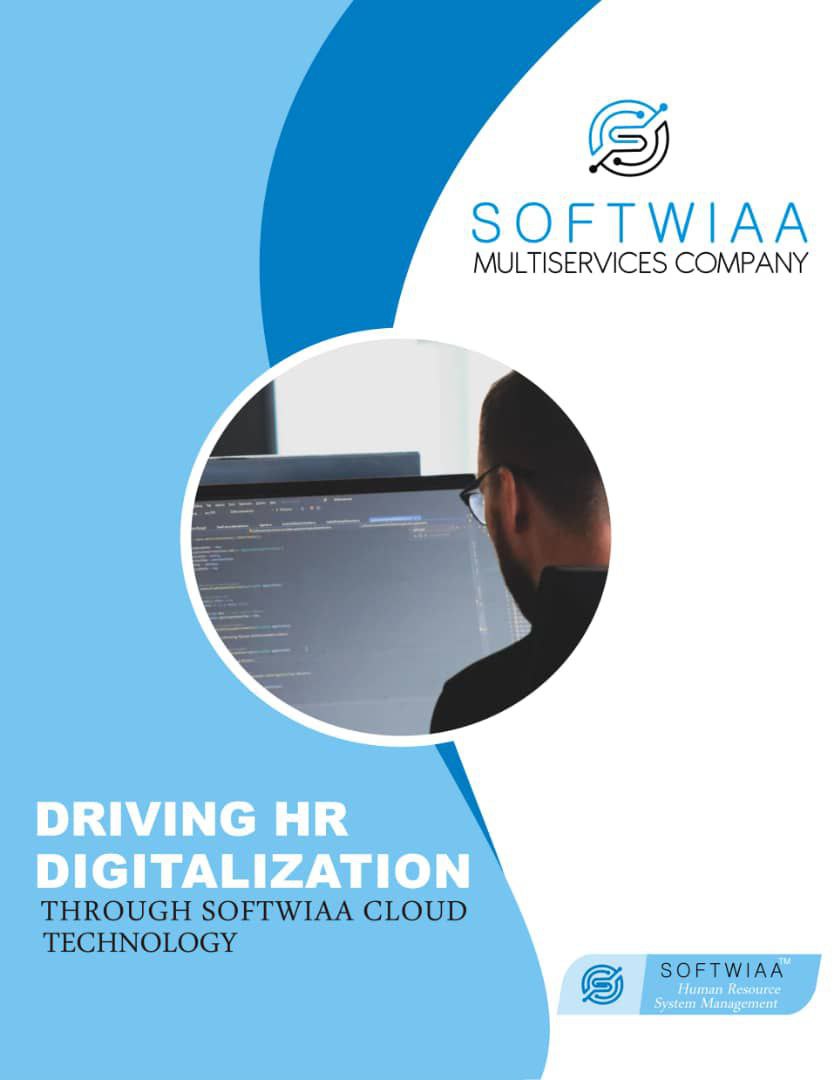 SOFTWIAA
MULTISERVICES COMPANY
DRIVING HR
DIGITALIZATION
THROUGH SOFTWIAA CLOUD
TECHNOLOGY
SOFTWIAA™
Human Resource
System Management